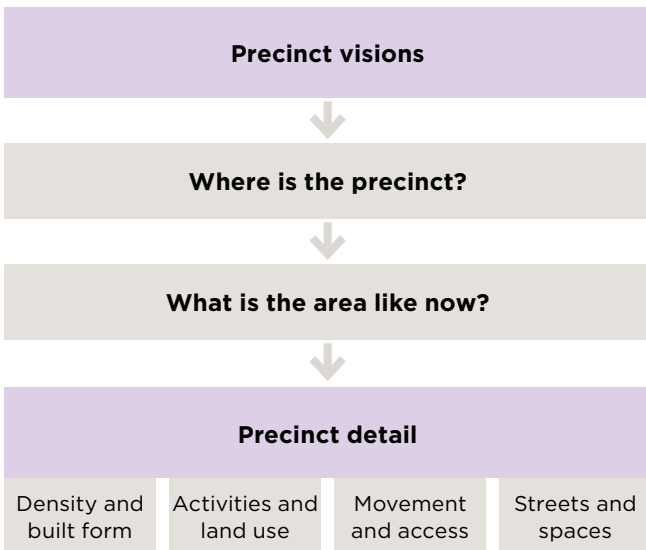 Precinct visions
Where is the precinct?
What is the area like now?
Precinct detail
Density and
built form
Activities and
land use
Movement
and access
Streets and
spaces